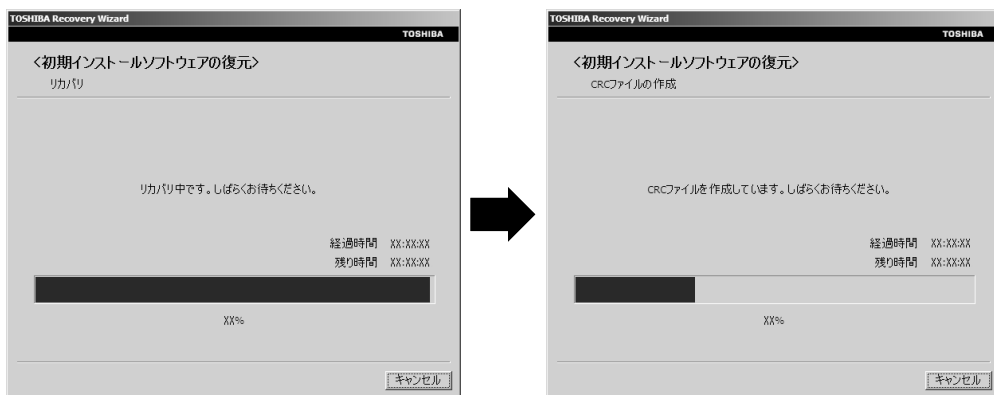 TOSHIBA Recovery Wizard
TOSHIBA
<初期インストールソフトウェアの復元>
リカバリ
リカバリ中です。しばらくお待ちください。
経過時間 XX:XX:XX
残り時間 XX:XX:XX
XX%
キャンセル
TOSHIBA Recovery Wizard
TOSHIBA
<初期インストールソフトウェアの復元>
CRCファイルの作成
CRCファイルを作成しています。しばらくお待ちください。
経過時間 XX:XX:XX
残り時間 XX:XX:XX
XX%
キャンセル